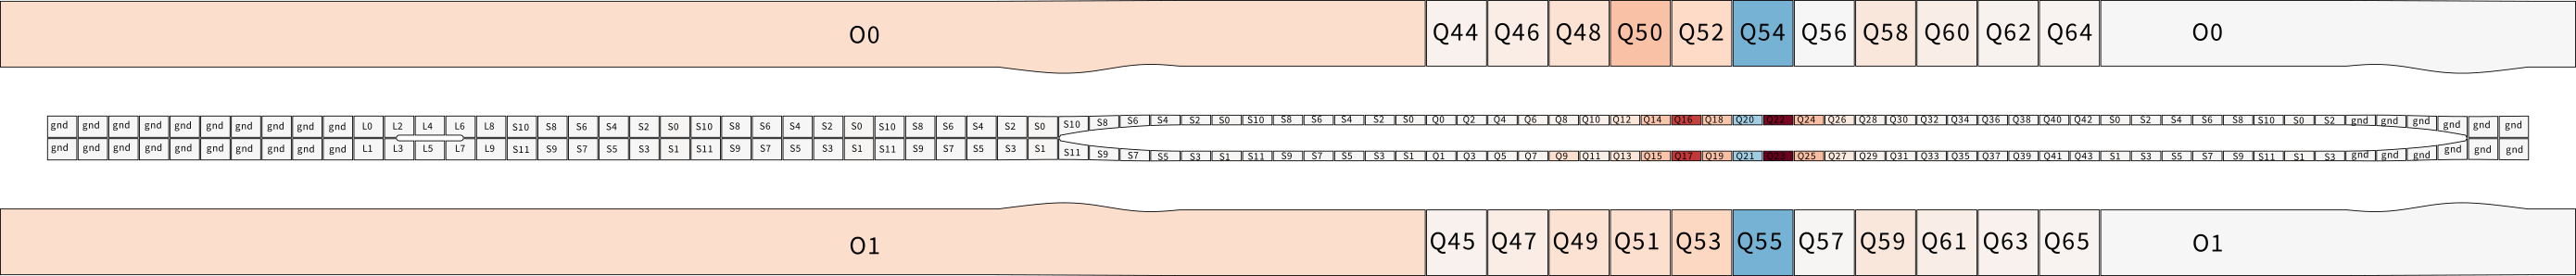 O0 Q44 Q46 Q48 Q50 Q52 Q54 Q56 Q58 Q60 Q62 Q64 O0
gnd gnd gnd gnd gnd gnd gnd gnd gnd gnd L0 L2 L4 L6 L8 S10 S8 S6 S4 S2 S0 S10 S8 S6 S4 S2 S0 S10 S8 S6 S4 S2 S0 S10 S8 S6 S4 S2 S0 S10 S8 S6 S4 S2 S0 Q0 Q2 Q4 Q6 Q8 Q10 Q12 Q14 Q16 Q18 Q20 Q22 Q24 Q26 Q28 Q30 Q32 Q34 Q36 Q38 Q40 Q42 S0 S2 S4 S6 S8 S10 S0 S2 gnd gnd gnd gnd gnd gnd
gnd gnd gnd gnd gnd gnd gnd gnd gnd gnd L1 L3 L5 L7 L9 S11 S9 S7 S5 S3 S1 S11 S9 S7 S5 S3 S1 S11 S9 S7 S5 S3 S1 S11 S9 S7 S5 S3 S1 S11 S9 S7 S5 S3 S1 Q1 Q3 Q5 Q7 Q9 Q11 Q13 Q15 Q17 Q19 Q21 Q23 Q25 Q27 Q29 Q31 Q33 Q35 Q37 Q39 Q41 Q43 S1 S3 S5 S7 S9 S11 S1 S3 gnd gnd gnd gnd gnd gnd
O1 Q45 Q47 Q49 Q51 Q53 Q55 Q57 Q59 Q61 Q63 Q65 O1